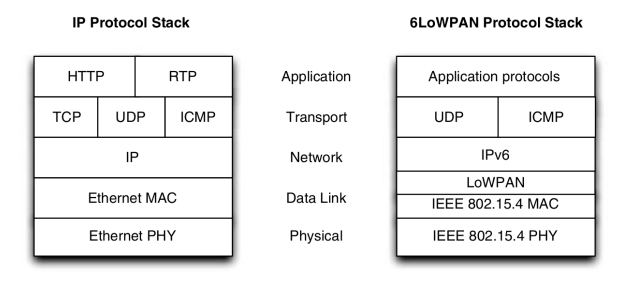 IP Protocol Stack
6LoWPAN Protocol Stack
HTTP RTP Application Application protocols
TCP UDP ICMP Transport UDP ICMP
IP Network IPv6
LoWPAN
Ethernet MAC Data Link IEEE 802.15.4 MAC
Ethernet PHY Physical IEEE 802.15.4 PHY